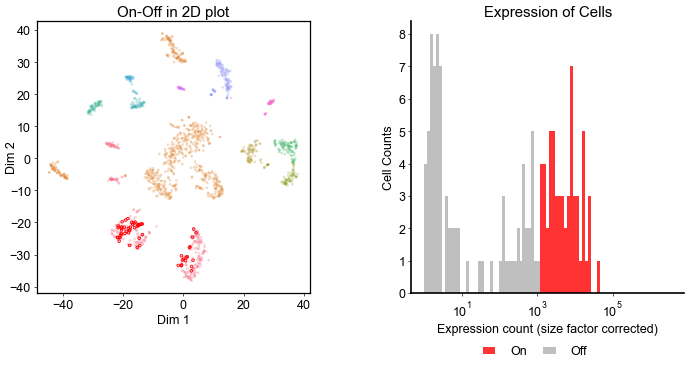 On-Off in 2D plot
40
30
20
10
0
−10
−20
−30
−40
Dim 2
−40 −20 0 20 40
Dim 1
Expression of Cells
8
7
6
5
4
3
2
1
0
Cell Counts
10^1 10^3 10^5
Expression count (size factor corrected)
On Off